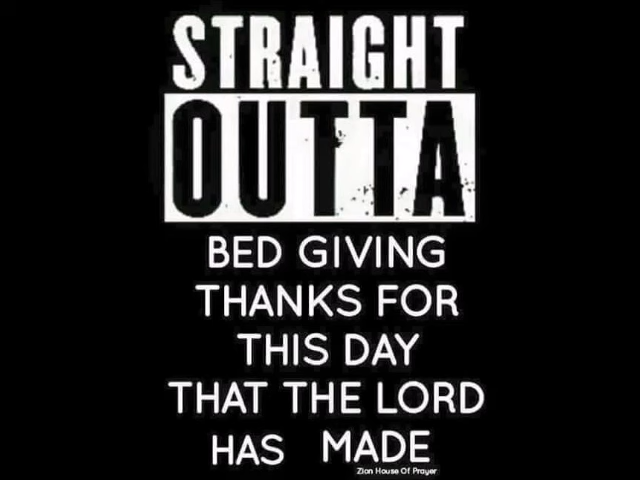 STRAIGHT
OUTTA
BED GIVING
THANKS FOR
THIS DAY
THAT THE LORD
HAS MADE
Zion House Of Prayer